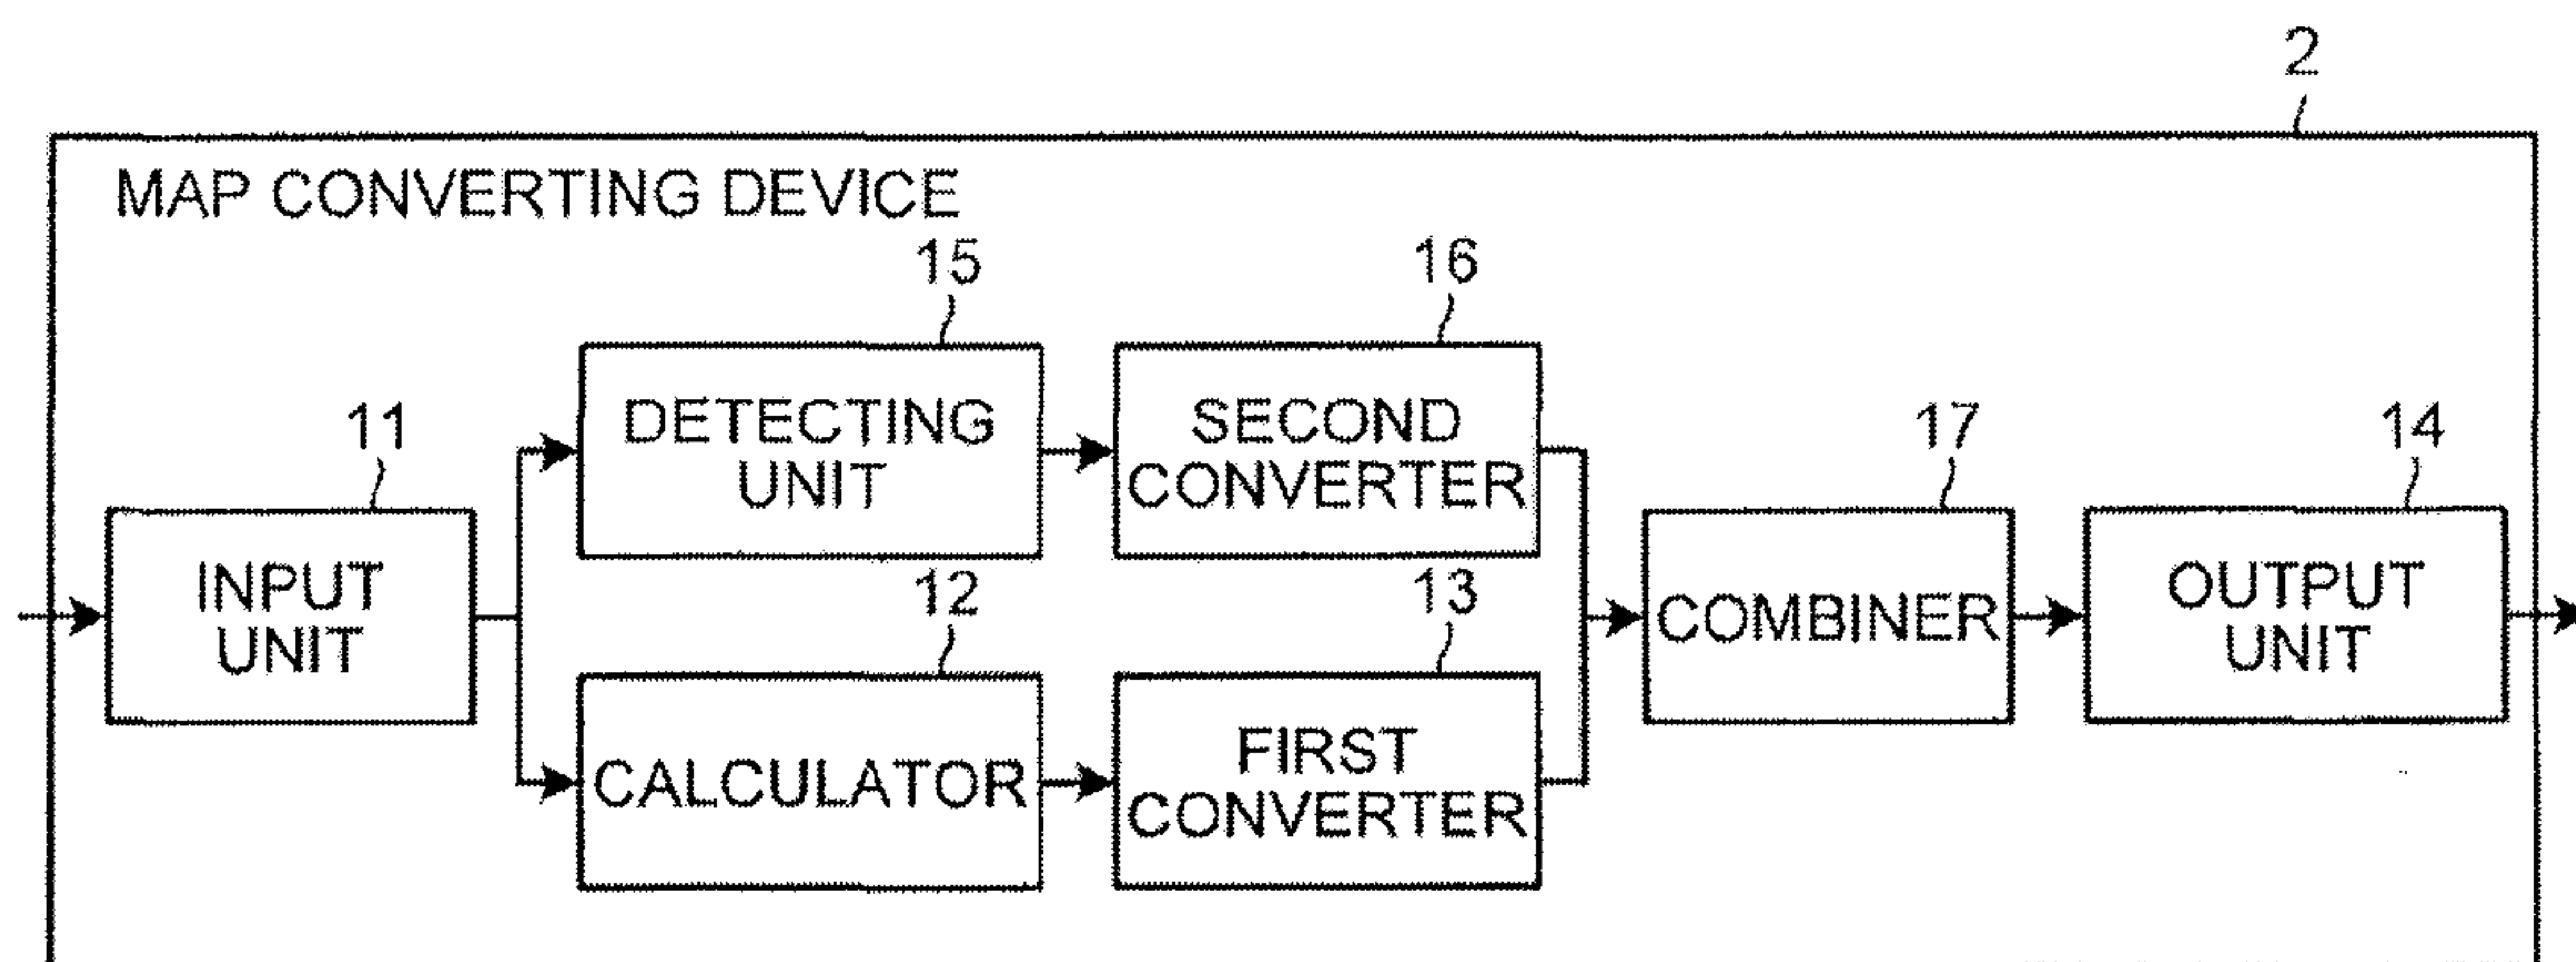 2
MAP CONVERTING DEVICE
15
16
DETECTING
UNIT
SECOND
CONVERTER
11
17
14
INPUT
UNIT
12
13
COMBINER
OUTPUT
UNIT
CALCULATOR
FIRST
CONVERTER